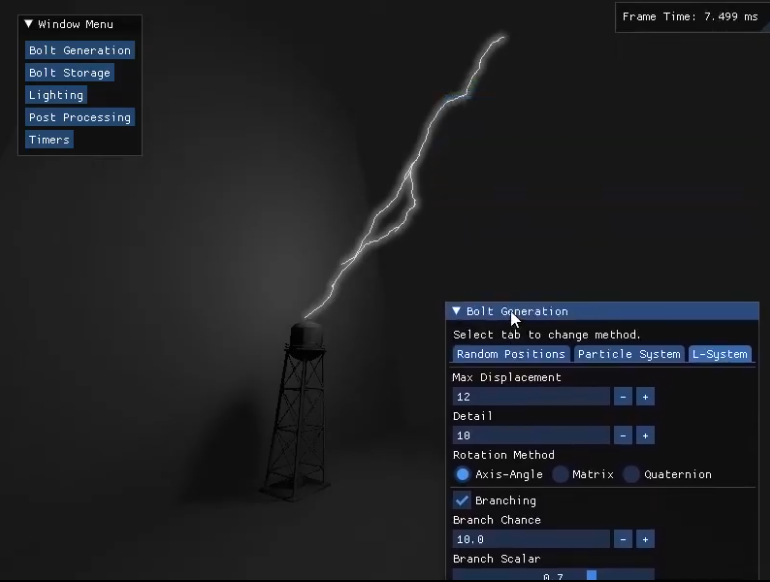 Window Menu
Bolt Generation
Bolt Storage
Lighting
Post Processing
Timers
Frame Time: 7.499 ms
Bolt Generation
Select tab to change method.
Random Positions Particle System L-System
Max Displacement
12 - +
Detail
18 - +
Rotation Method
Axis-Angle Matrix Quaternion
Branching
Branch Chance
18.0 - +
Branch Scalar
0.7